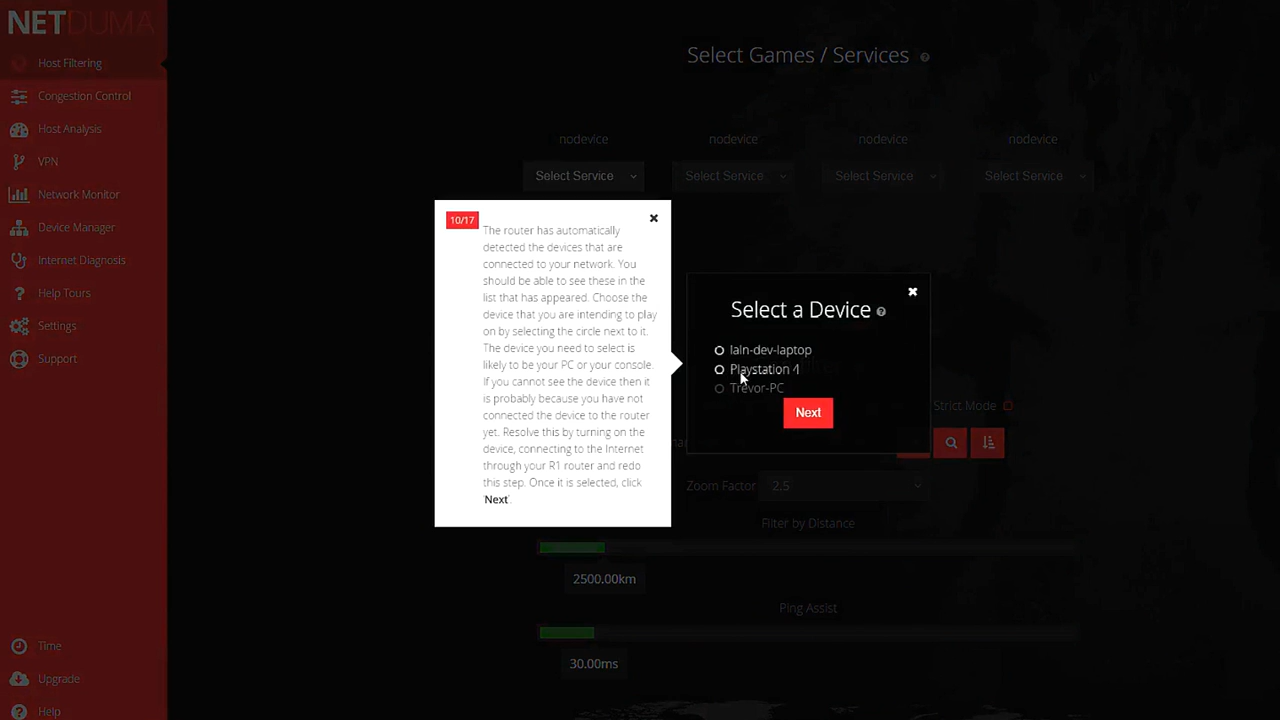 NETDUMA
Host Filtering
Congestion Control
Host Analysis
VPN
Network Monitor
Device Manager
Internet Diagnosis
Help Tours
Settings
Support
Time
Upgrade
Help
Select Games / Services
nodevice
nodevice
nodevice
nodevice
Select Service
Select Service
Select Service
Select Service
10/17
The router has automatically
detected the devices that are
connected to your network. You
should be able to see these in the
list that has appeared. Choose the
device that you are intending to play
on by selecting the circle next to it.
The device you need to select is
likely to be your PC or your console.
If you cannot see the device then it
is probably because you have not
connected the device to the router
yet. Resolve this by turning on the
device, connecting to the Internet
through your R1 router and redo
this step. Once it is selected, click
'Next'.
Select a Device
Iain-dev-laptop
Playstation 4
Trevor-PC
Next
Strict Mode
Zoom Factor
2.5
Filter by Distance
2500.00km
Ping Assist
30.00ms